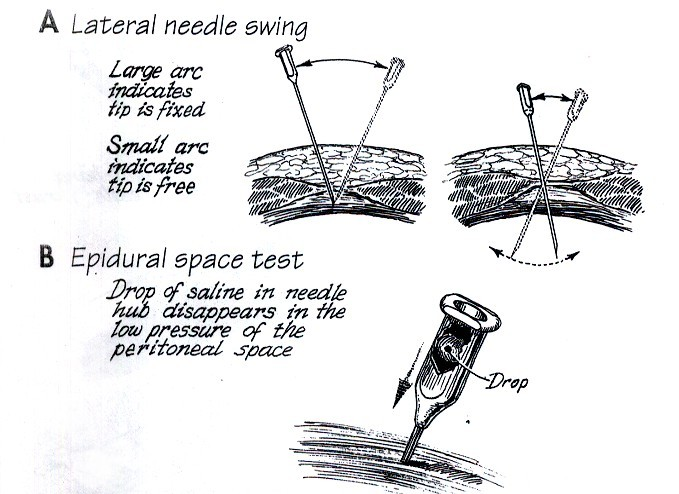 A Lateral needle swing
Large arc
indicates
tip is fixed
Small arc
indicates
tip is free
B Epidural space test
Drop of saline in needle
hub disappears in the
low pressure of the
peritoneal space
Drop